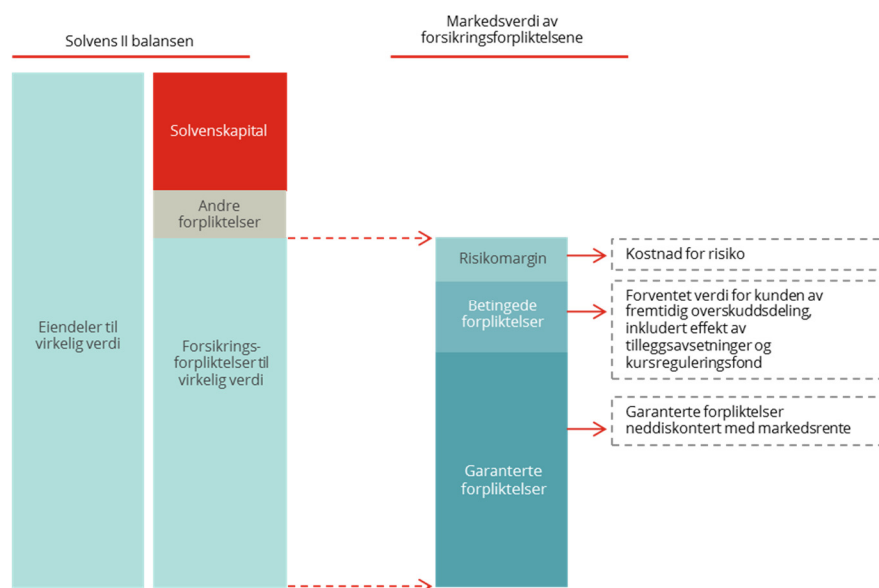 Solvens II balansen
Markedsverdi av
forsikringsforpliktelsene
Solvenskapital
Andre
forpliktelser
Eiendeler til
virkelig verdi
Forsikrings-
forpliktelser til
virkelig verdi
Risikomargin
Betingede
forpliktelser
Garanterte
forpliktelser
Kostnad for risiko
Forventet verdi for kunden av
fremtidig overskuddsdeling,
inkludert effekt av
tilleggsavsetninger og
kursreguleringsfond
Garanterte forpliktelser
neddiskontert med markedsrente